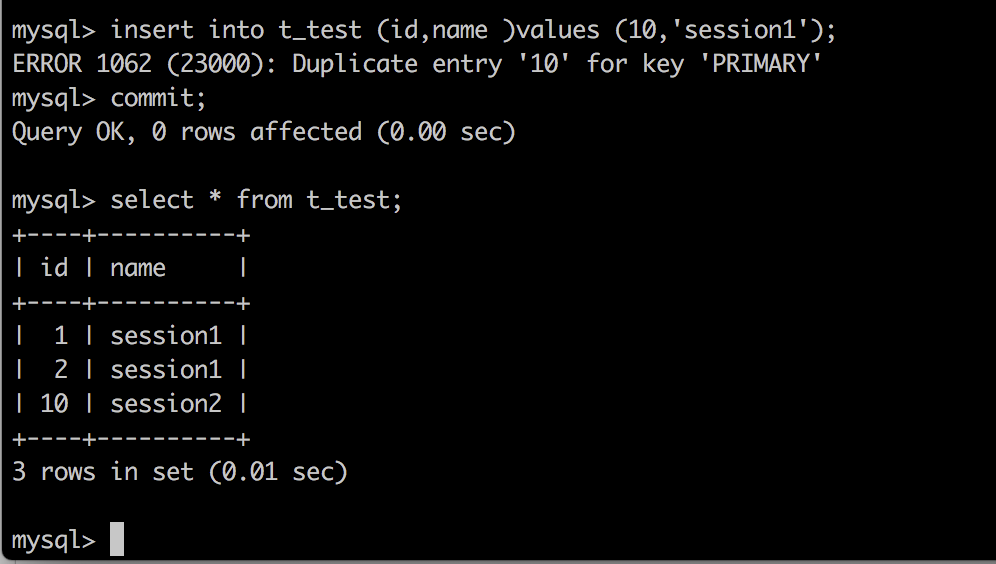 mysql> insert into t_test (id,name )values (10,'session1');
ERROR 1062 (23000): Duplicate entry '10' for key 'PRIMARY'
mysql> commit;
Query OK, 0 rows affected (0.00 sec)
mysql> select * from t_test;
+----+----------+
| id | name     |
+----+----------+
|  1 | session1 |
|  2 | session1 |
| 10 | session2 |
+----+----------+
3 rows in set (0.01 sec)
mysql>